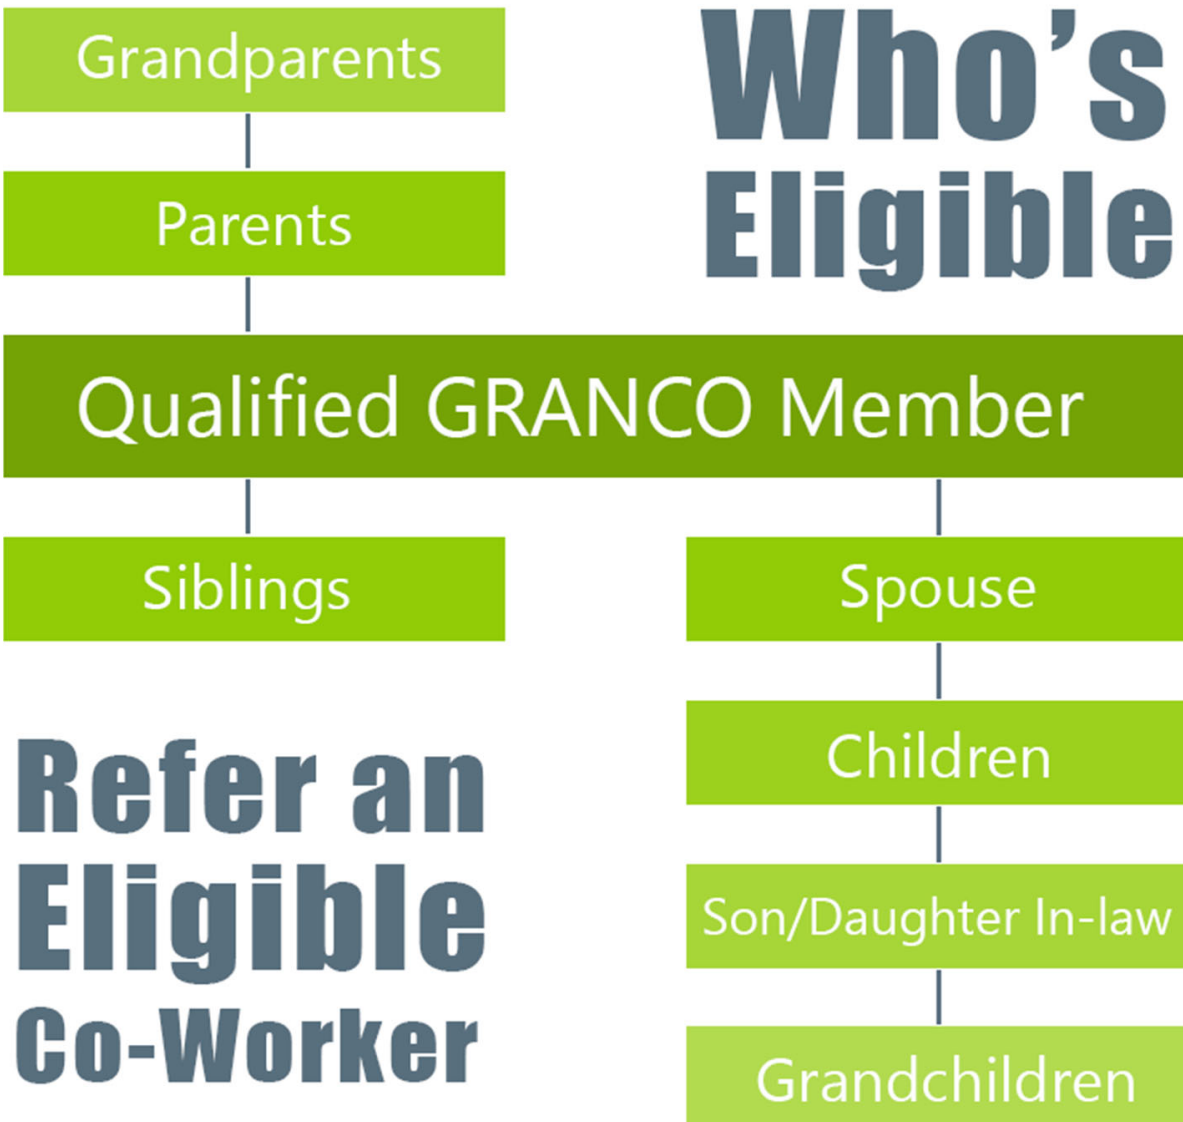 Grandparents
Who’s
Eligible
Parents
Qualified GRANCO Member
Siblings
Spouse
Children
Son/Daughter In-law
Grandchildren
Refer an
Eligible
Co-Worker